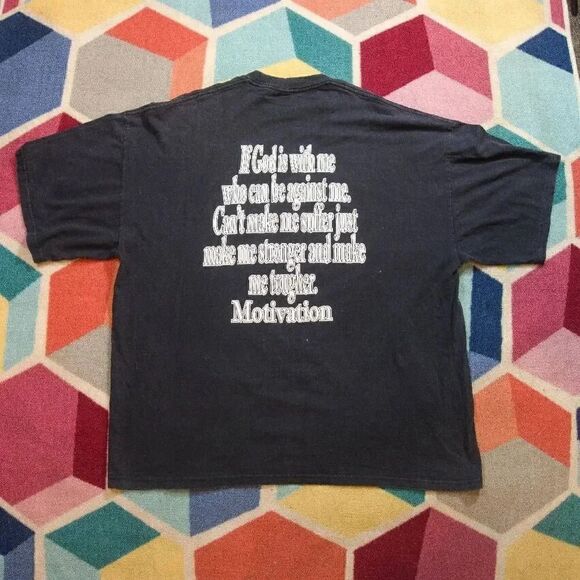 If God is with me
who can be against me.
Can't make me suffer just
make me stranger and make
me tougher.
Motivation